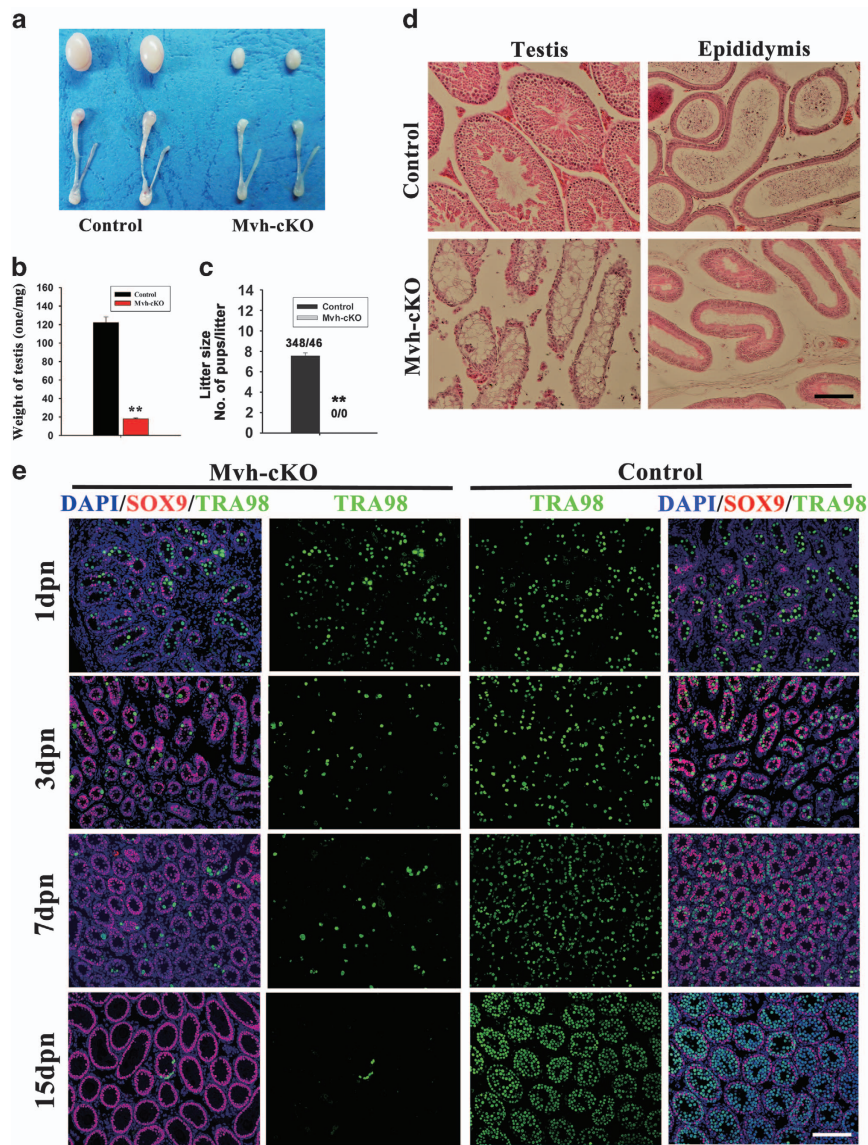 a
Control Mvh-cKO
b
Weight of testis (one/mg)
140
120
100
80
60
40
20
0
Control
Mvh-cKO
**
c
Litter size
No. of pups/litter
14
12
10
8
6
4
2
0
Control
Mvh-cKO
348/46
**
0/0
d
Testis Epididymis
Control
Mvh-cKO
e
Mvh-cKO Control
DAPI/SOX9/TRA98 TRA98 TRA98 DAPI/SOX9/TRA98
1dpn
3dpn
7dpn
15dpn